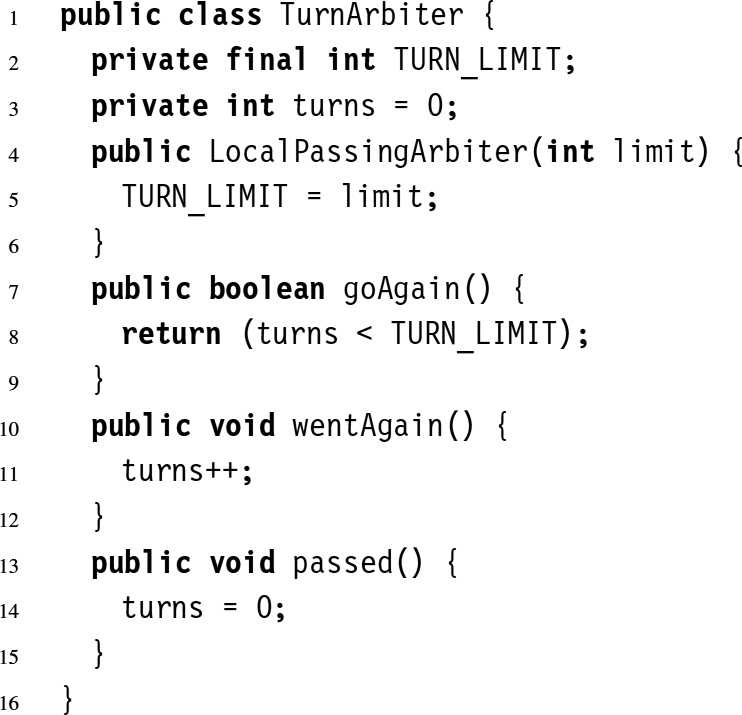 1 public class TurnArbiter {
2 private final int TURN_LIMIT;
3 private int turns = 0;
4 public LocalPassingArbiter(int limit) {
5 TURN_LIMIT = limit;
6 }
7 public boolean goAgain() {
8 return (turns < TURN_LIMIT);
9 }
10 public void wentAgain() {
11 turns++;
12 }
13 public void passed() {
14 turns = 0;
15 }
16 }